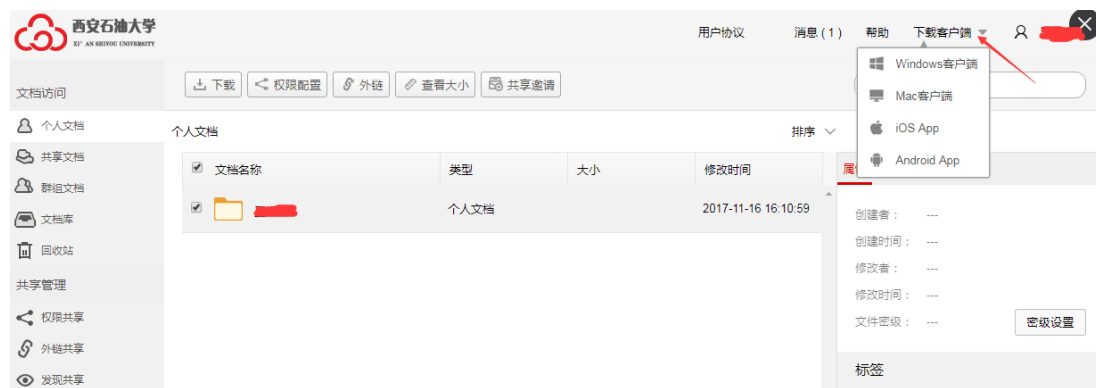 西安石油大学
XI' AN SHIYOU UNIVERSITY
用户协议 消息 ( 1 ) 帮助 下载客户端
Windows客户端
Mac客户端
iOS App
Android App
文档访问
下载 权限配置 外链 查看大小 共享邀请
个人文档
共享文档
群组文档
文档库
回收站
共享管理
权限共享
外链共享
发现共享
个人文档 排序
文档名称 类型 大小 修改时间
个人文档 2017-11-16 16:10:59
创建者： ---
创建时间： ---
修改者： ---
修改时间： ---
文件密级： --- 密级设置
标签